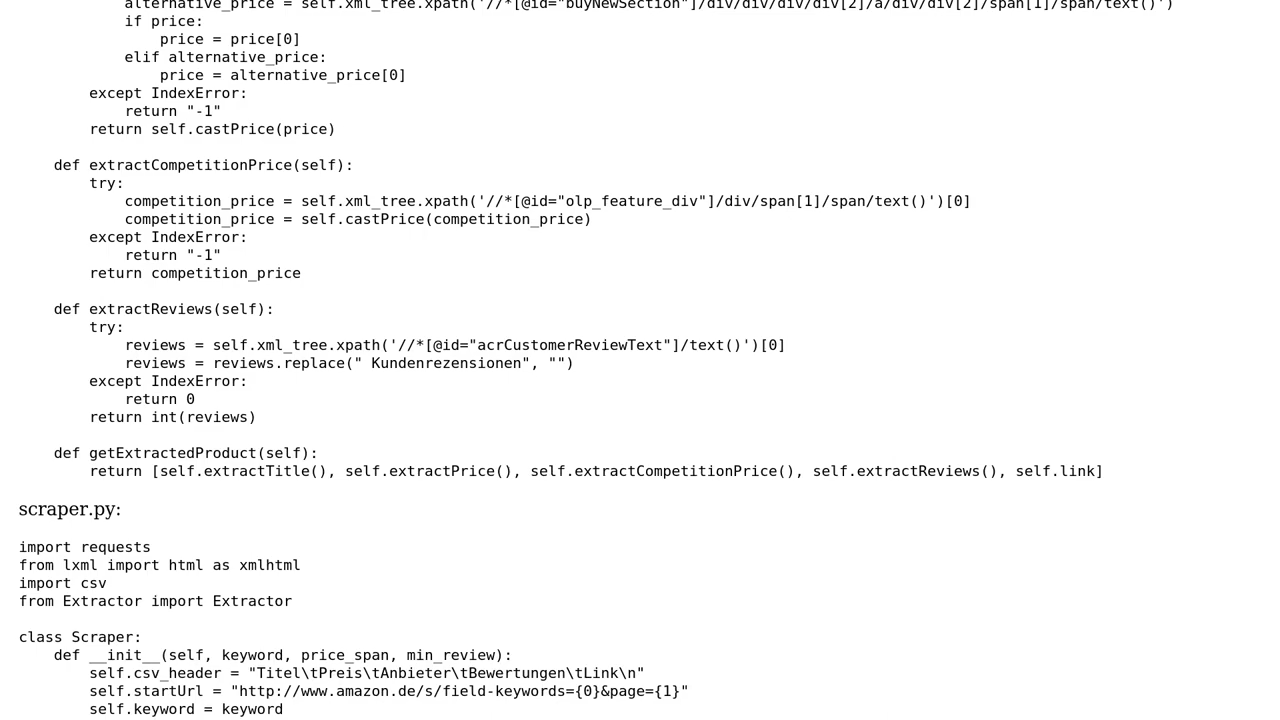 alternative_price = self.xml_tree.xpath('//*[@id="buyNewSection"]/div/div/div/div[2]/a/div/div[2]/span[1]/span/text()')
            if price:
                price = price[0]
            elif alternative_price:
                price = alternative_price[0]
        except IndexError:
            return "-1"
        return self.castPrice(price)

    def extractCompetitionPrice(self):
        try:
            competition_price = self.xml_tree.xpath('//*[@id="olp_feature_div"]/div/span[1]/span/text()')[0]
            competition_price = self.castPrice(competition_price)
        except IndexError:
            return "-1"
        return competition_price

    def extractReviews(self):
        try:
            reviews = self.xml_tree.xpath('//*[@id="acrCustomerReviewText"]/text()')[0]
            reviews = reviews.replace(" Kundenrezensionen", "")
        except IndexError:
            return 0
        return int(reviews)

    def getExtractedProduct(self):
        return [self.extractTitle(), self.extractPrice(), self.extractCompetitionPrice(), self.extractReviews(), self.link]

scraper.py:

import requests
from lxml import html as xmlhtml
import csv
from Extractor import Extractor

class Scraper:
    def __init__(self, keyword, price_span, min_review):
        self.csv_header = "Titel\tPreis\tAnbieter\tBewertungen\tLink\n"
        self.startUrl = "http://www.amazon.de/s/field-keywords={0}&page={1}"
        self.keyword = keyword